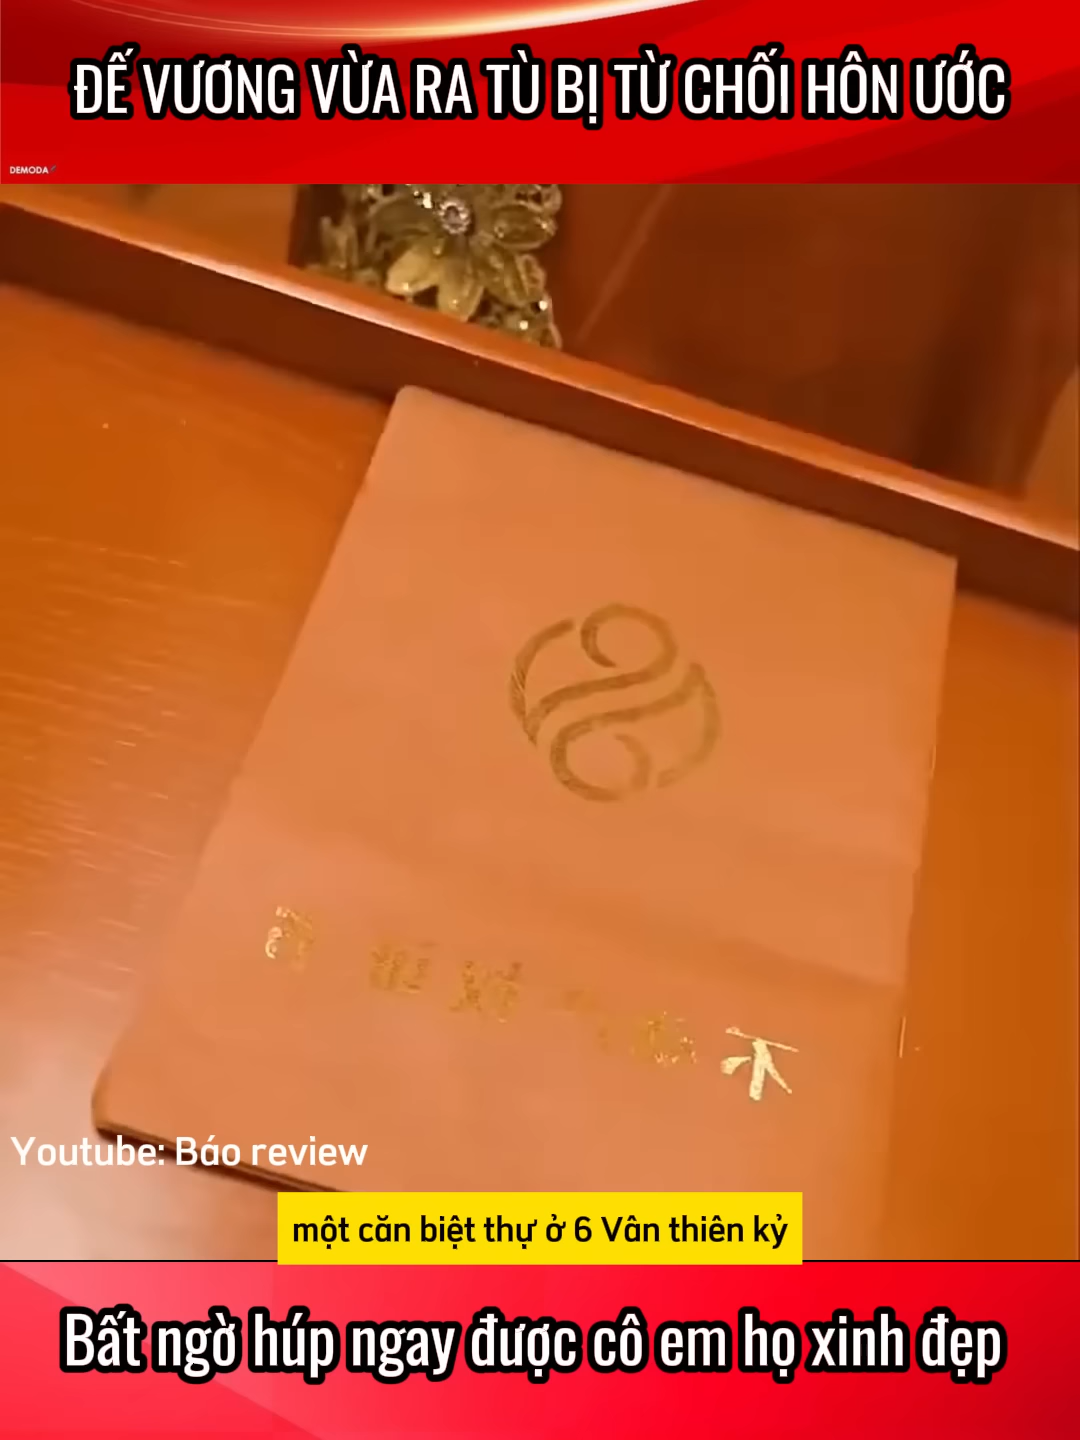 ĐẾ VƯƠNG VỪA RA TÙ BỊ TỪ CHỐI HÔN ƯỚC
DEMODA
Youtube: Báo review
một căn biệt thự ở 6 Vân thiên kỷ
Bất ngờ húp ngay được cô em họ xinh đẹp